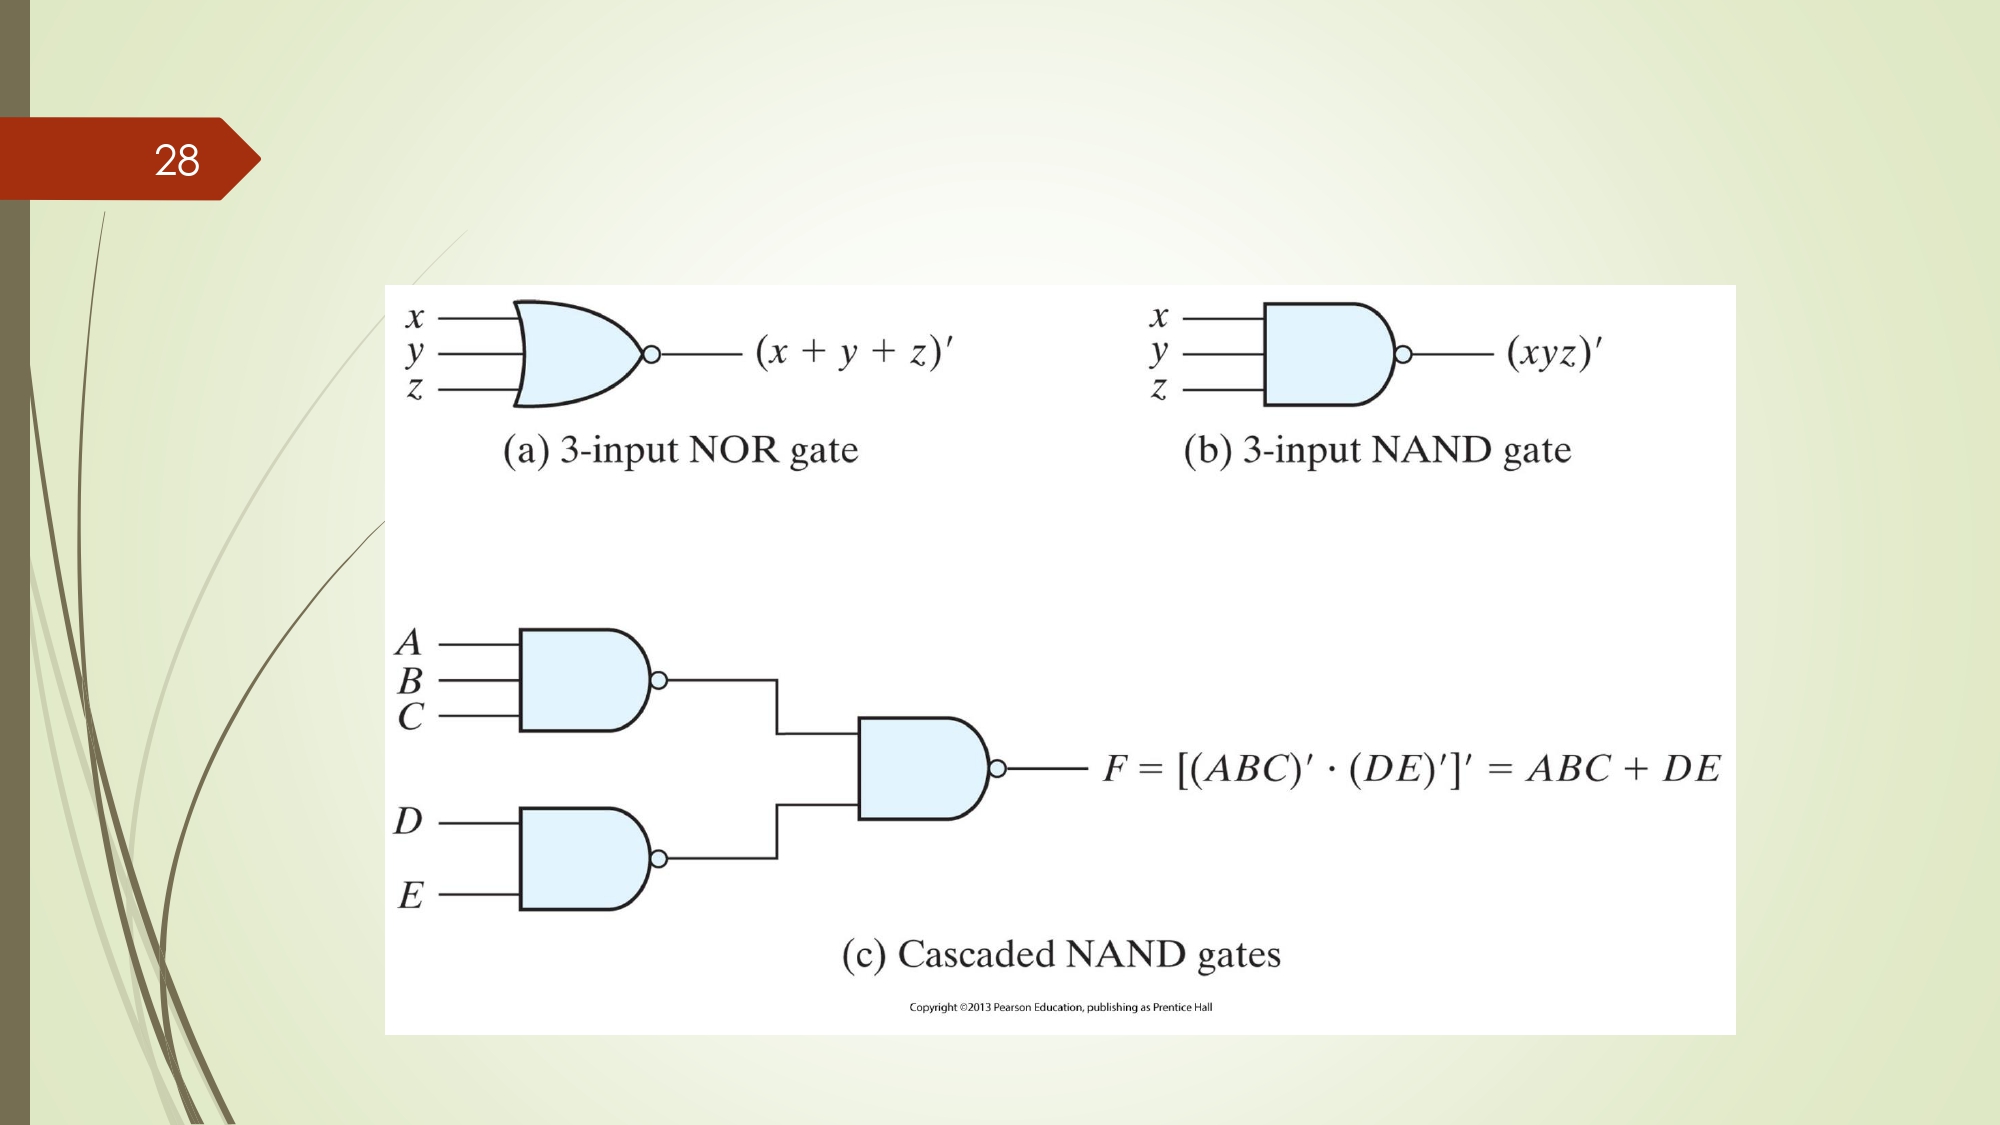 28
x
y
z
(x + y + z)′
(a) 3-input NOR gate
x
y
z
(xyz)′
(b) 3-input NAND gate
A
B
C
D
E
F = [(ABC)′ · (DE)′]′ = ABC + DE
(c) Cascaded NAND gates
Copyright ©2013 Pearson Education, publishing as Prentice Hall